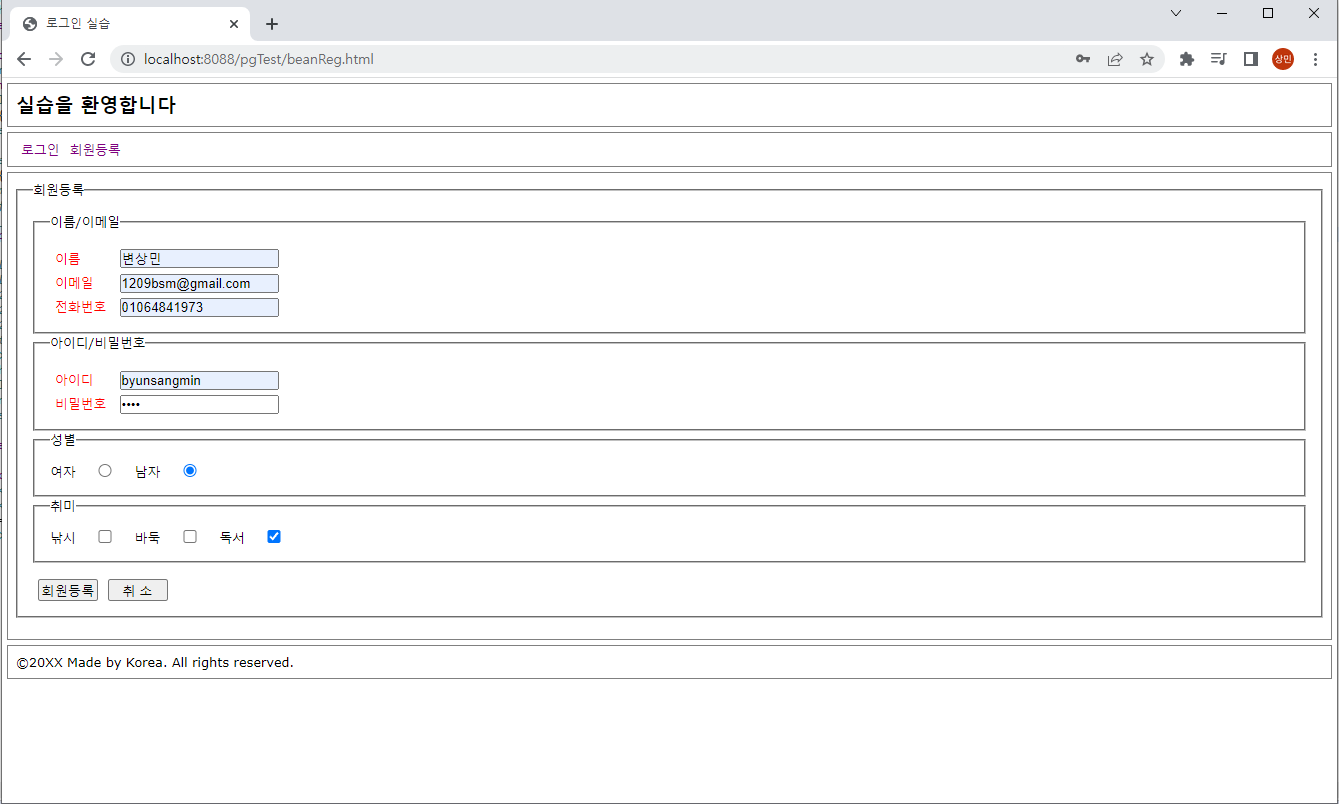 로그인 실습
localhost:8088/pgTest/beanReg.html
상민
실습을 환영합니다
로그인 회원등록
회원등록
이름/이메일
이름 변상민
이메일 1209bsm@gmail.com
전화번호 01064841973
아이디/비밀번호
아이디 byunsangmin
비밀번호 ••••
성별
여자 남자
취미
낚시 바둑 독서
회원등록 취 소
©20XX Made by Korea. All rights reserved.